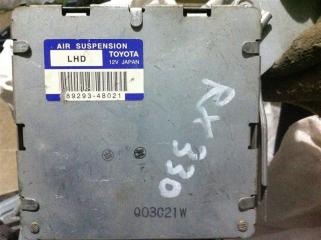 AIR SUSPENSION
LHD
TOYOTA
12V JAPAN
89293-48021
RX
330
Q03C21W